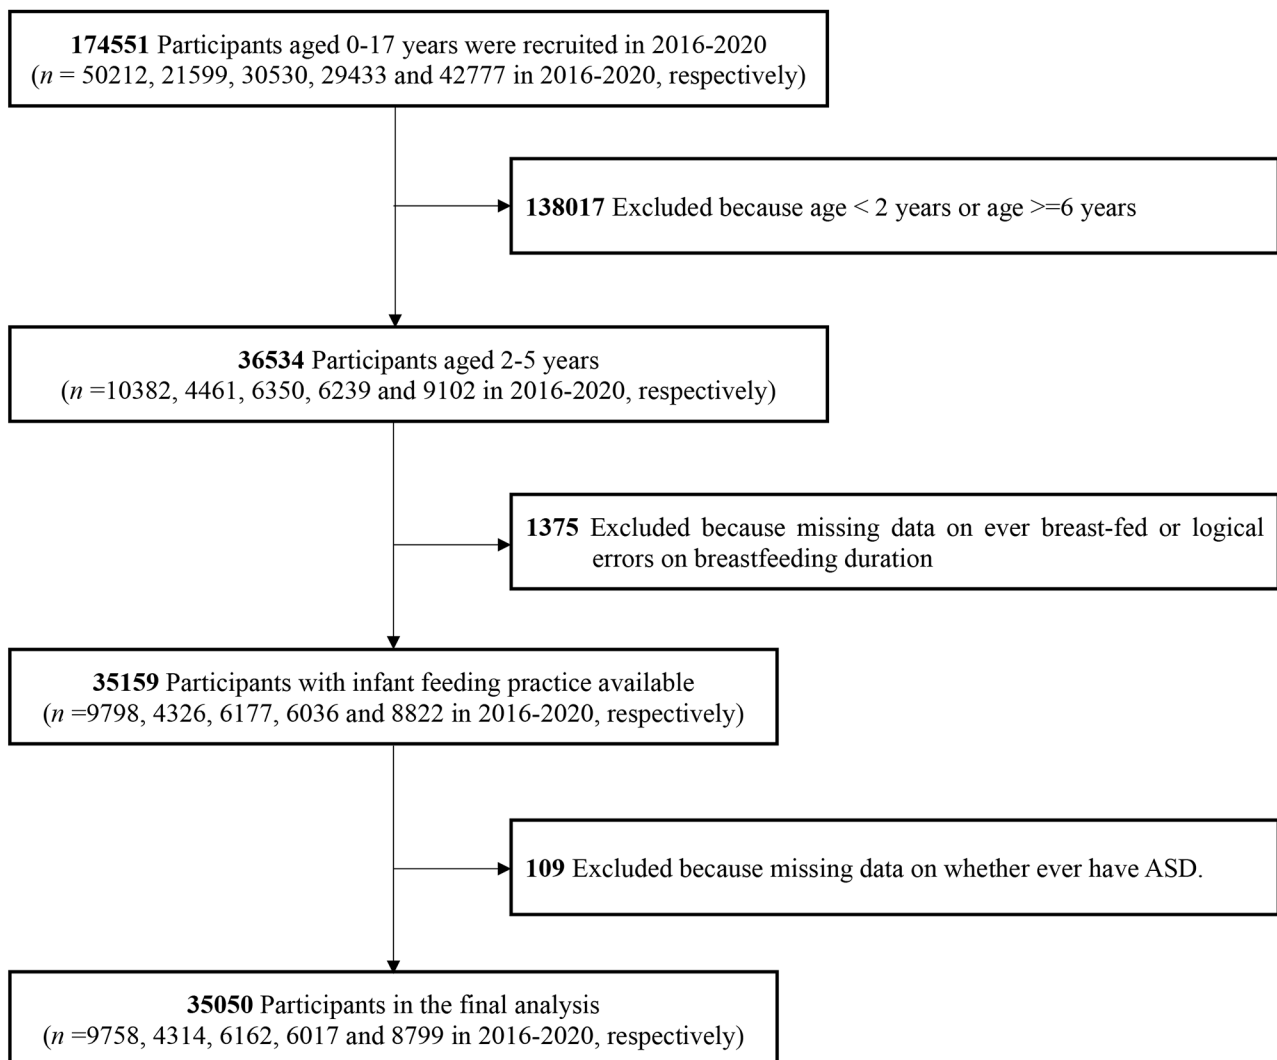 174551 Participants aged 0-17 years were recruited in 2016-2020
(n = 50212, 21599, 30530, 29433 and 42777 in 2016-2020, respectively)
138017 Excluded because age < 2 years or age >=6 years
36534 Participants aged 2-5 years
(n =10382, 4461, 6350, 6239 and 9102 in 2016-2020, respectively)
1375 Excluded because missing data on ever breast-fed or logical
errors on breastfeeding duration
35159 Participants with infant feeding practice available
(n =9798, 4326, 6177, 6036 and 8822 in 2016-2020, respectively)
109 Excluded because missing data on whether ever have ASD.
35050 Participants in the final analysis
(n =9758, 4314, 6162, 6017 and 8799 in 2016-2020, respectively)